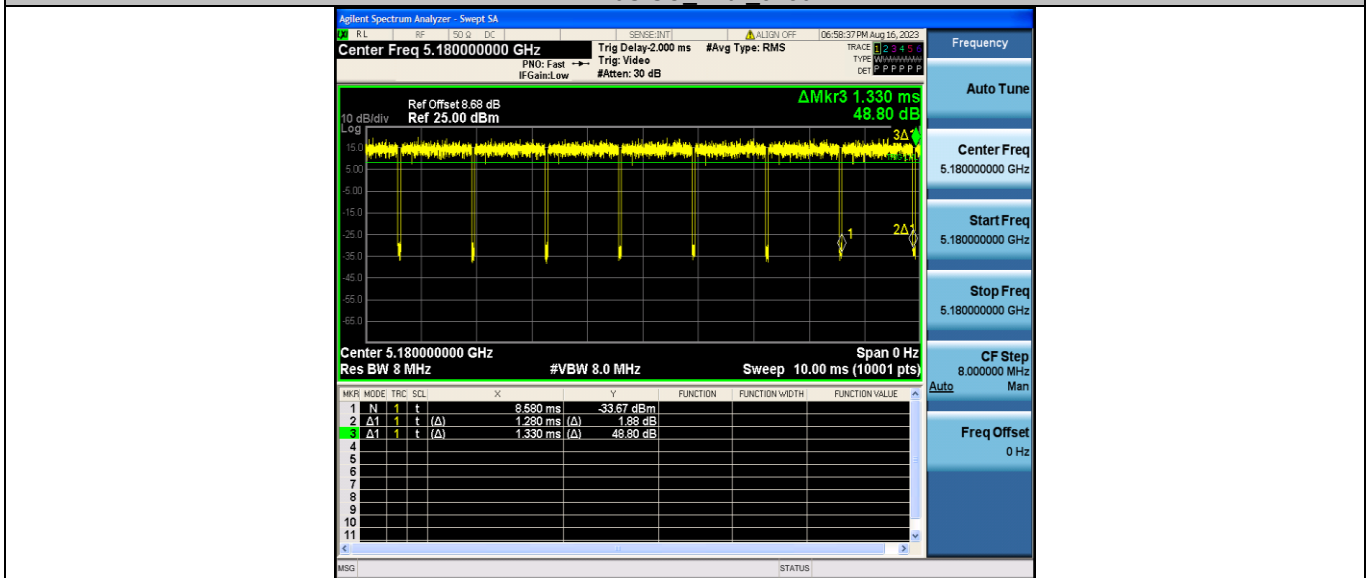 Agilent Spectrum Analyzer - Swept SA
RL RF 50 Ω DC SENSE:INT ALIGN OFF 06:58:37 PM Aug 16, 2023
Center Freq 5.180000000 GHz
PNO: Fast
IFGain:Low
Trig Delay-2.000 ms
Trig: Video
#Atten: 30 dB
#Avg Type: RMS
TRACE 1 2 3 4 5 6
TYPE
DET P P P P P P
ΔMkr3 1.330 ms
48.80 dB
Ref Offset 8.68 dB
10 dB/div Ref 25.00 dBm
Log
15.0
5.00
-5.00
-15.0
-25.0
-35.0
-45.0
-55.0
-65.0
3Δ1
1
2Δ1
Center 5.180000000 GHz Span 0 Hz
Res BW 8 MHz #VBW 8.0 MHz Sweep 10.00 ms (10001 pts)
MKR MODE TRC SCL X Y FUNCTION FUNCTION WIDTH FUNCTION VALUE
1 N 1 t 8.580 ms -33.67 dBm
2 Δ1 1 t (Δ) 1.280 ms (Δ) 1.88 dB
3 Δ1 1 t (Δ) 1.330 ms (Δ) 48.80 dB
4
5
6
7
8
9
10
11
MSG STATUS
Frequency
Auto Tune
Center Freq
5.180000000 GHz
Start Freq
5.180000000 GHz
Stop Freq
5.180000000 GHz
CF Step
8.000000 MHz
Auto Man
Freq Offset
0 Hz